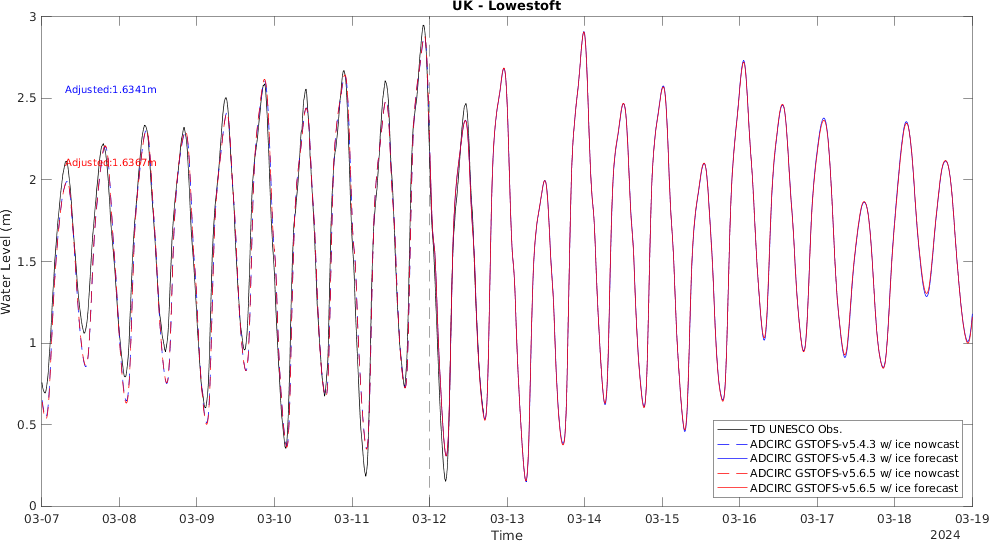 UK - Lowestoft
3
2.5
2
1.5
1
0.5
0
Water Level (m)
Adjusted:1.6341m
Adjusted:1.6367m
TD UNESCO Obs.
ADCIRC GSTOFS-v5.4.3 w/ ice nowcast
ADCIRC GSTOFS-v5.4.3 w/ ice forecast
ADCIRC GSTOFS-v5.6.5 w/ ice nowcast
ADCIRC GSTOFS-v5.6.5 w/ ice forecast
03-07 03-08 03-09 03-10 03-11 03-12 03-13 03-14 03-15 03-16 03-17 03-18 03-19
Time
2024